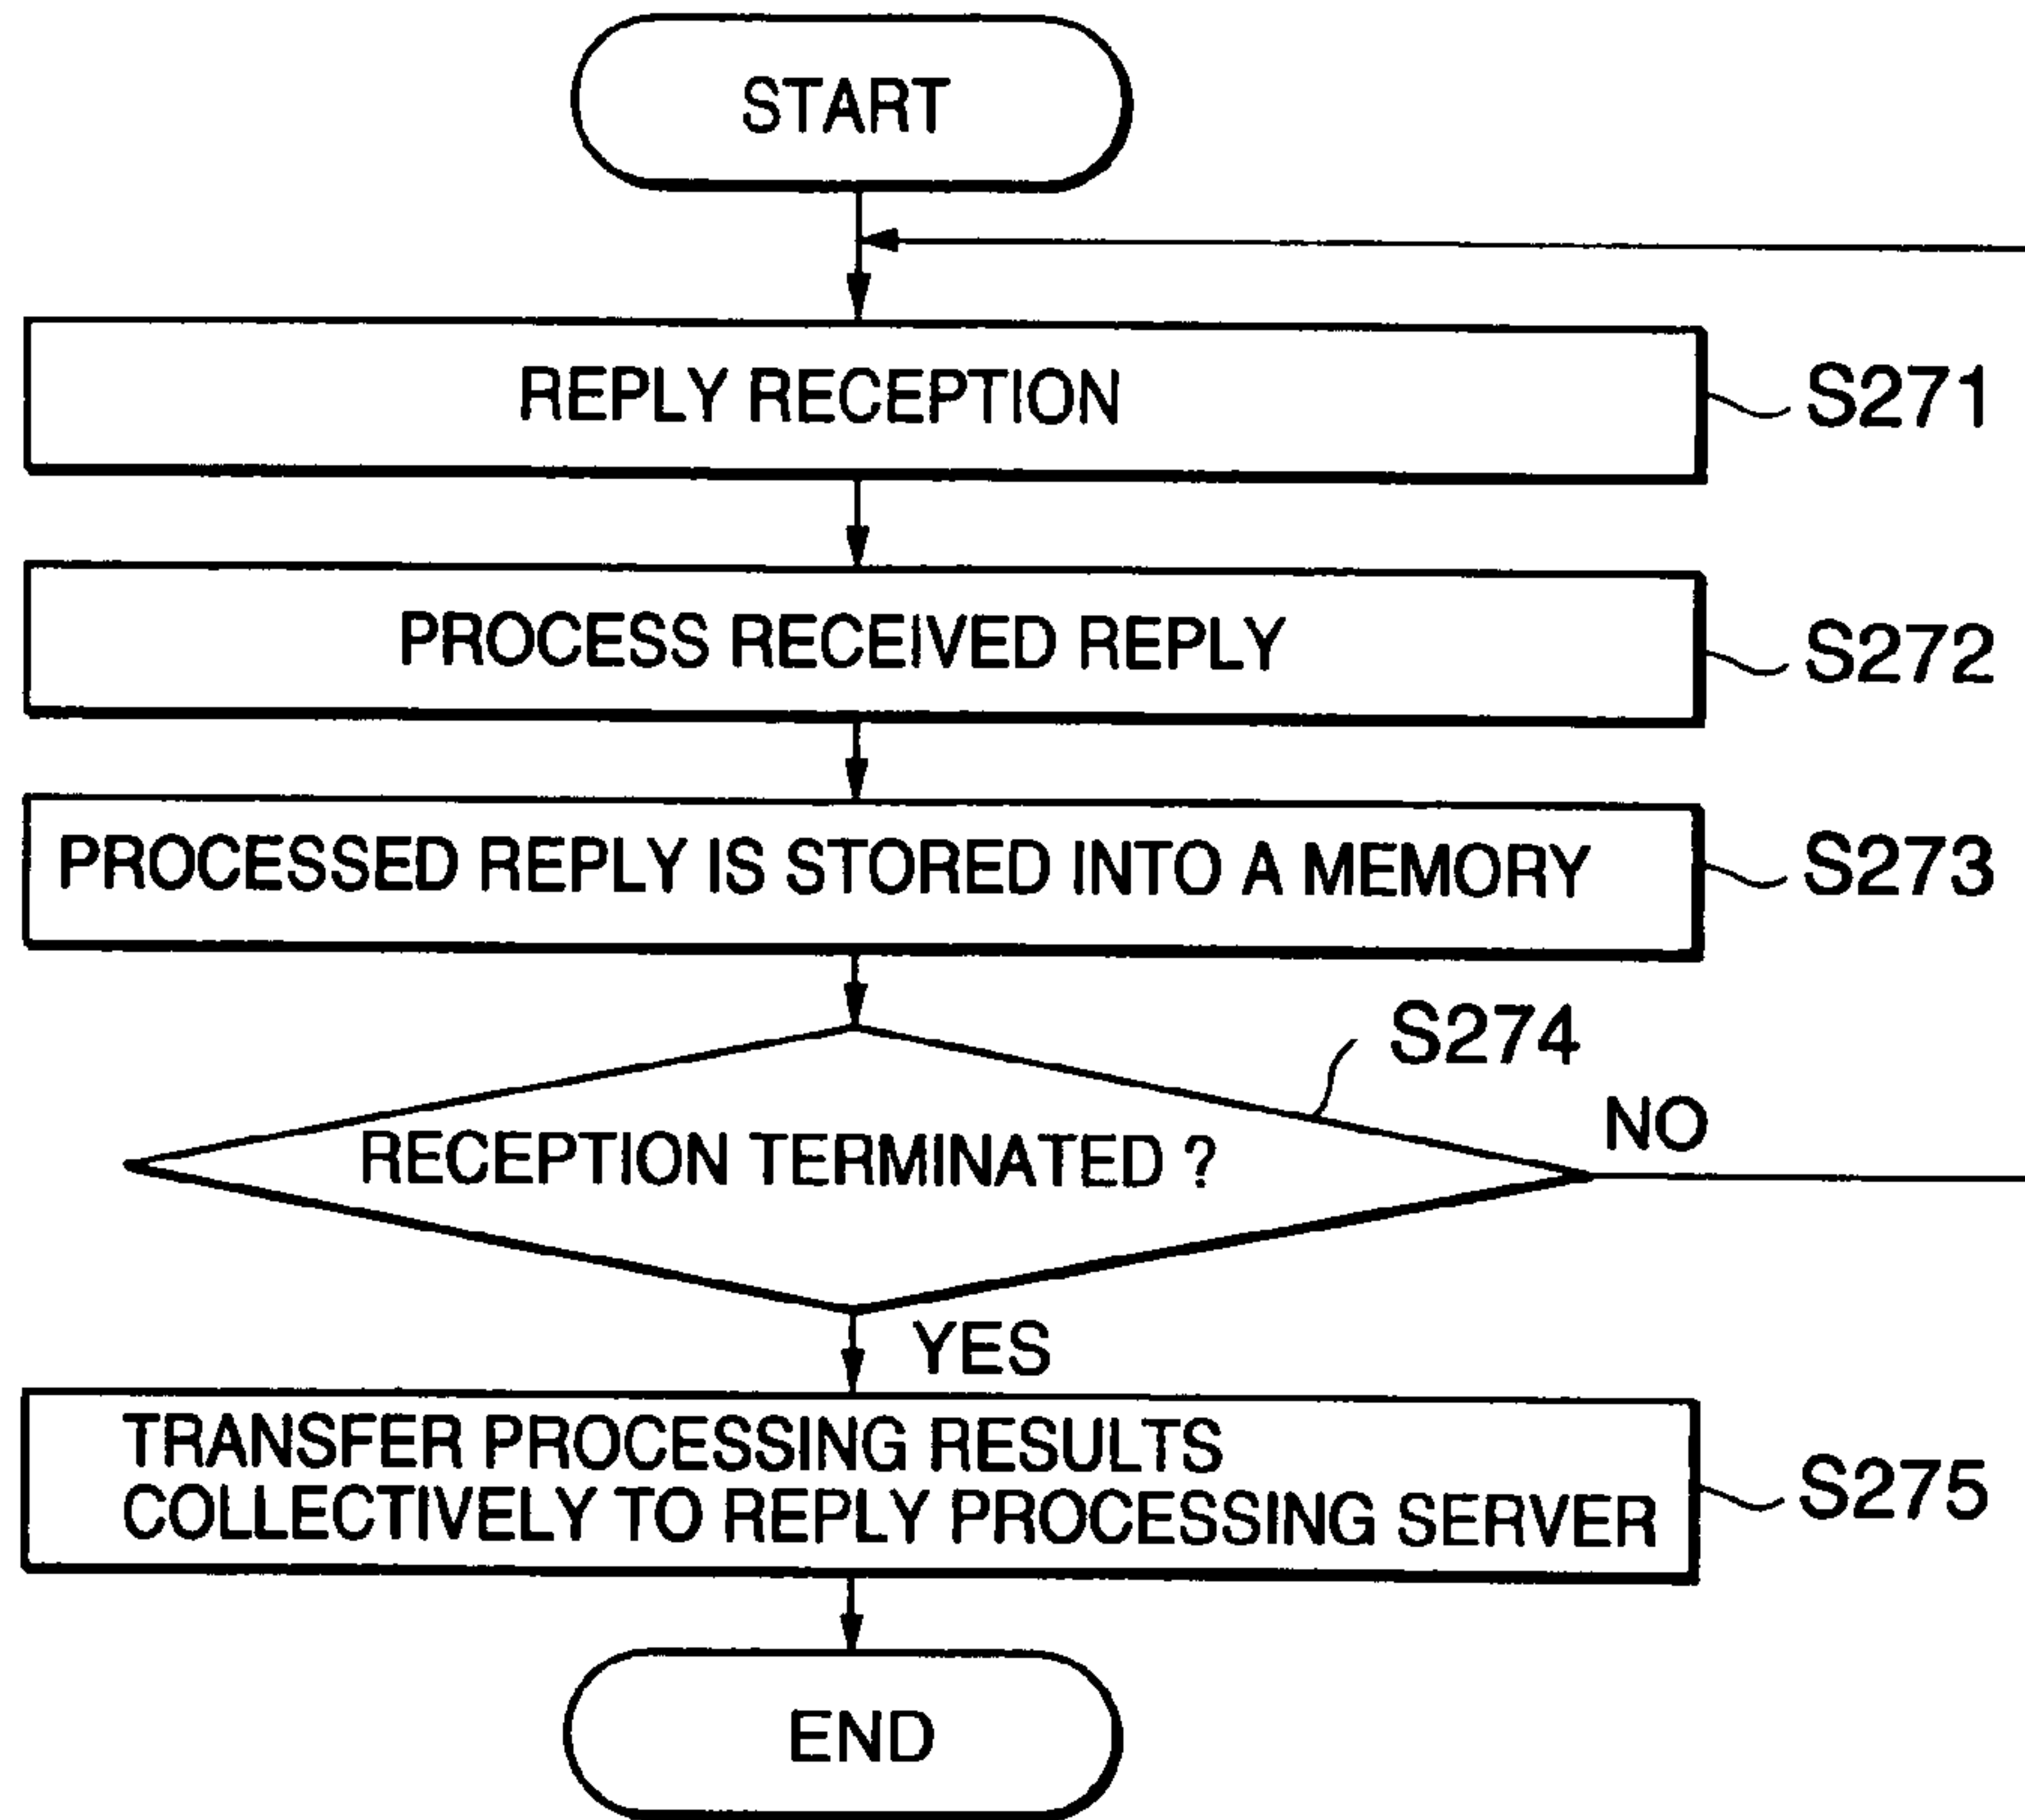 START
REPLY RECEPTION
S271
PROCESS RECEIVED REPLY
S272
PROCESSED REPLY IS STORED INTO A MEMORY
S273
S274
RECEPTION TERMINATED ?
NO
YES
TRANSFER PROCESSING RESULTS
COLLECTIVELY TO REPLY PROCESSING SERVER
S275
END